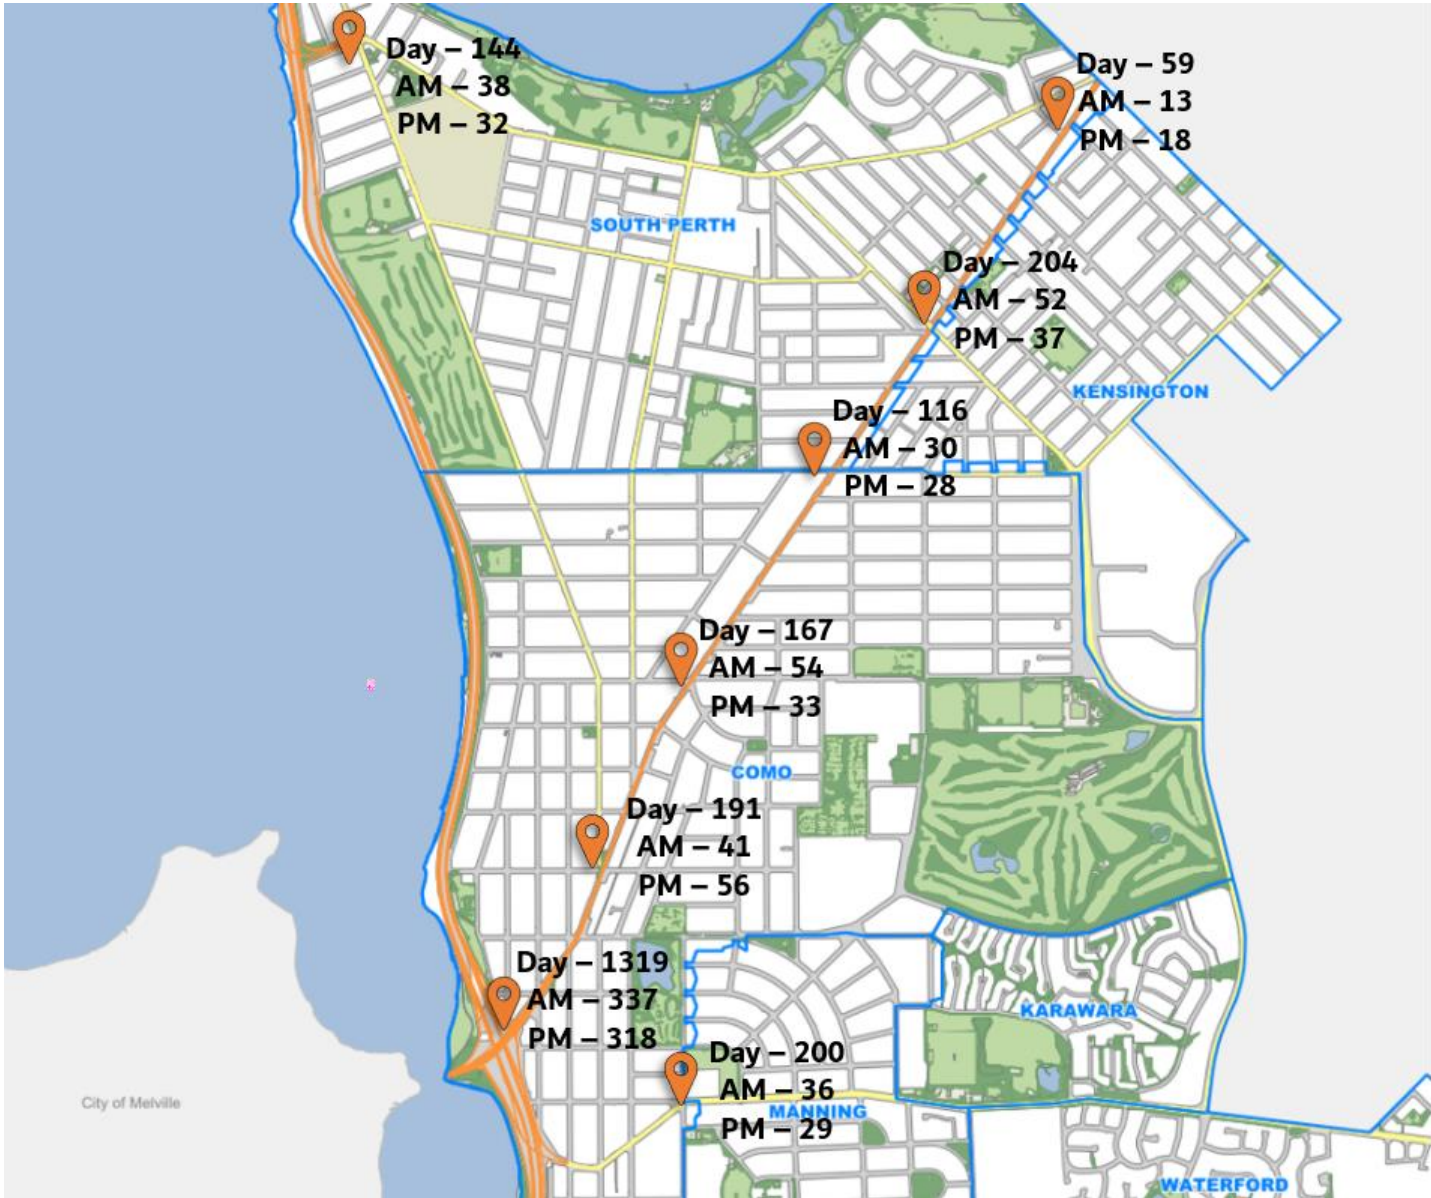 Day – 144
AM – 38
PM – 32
Day – 59
AM – 13
PM – 18
SOUTH PERTH
Day – 204
AM – 52
PM – 37
KENSINGTON
Day – 116
AM – 30
PM – 28
Day – 167
AM – 54
PM – 33
COMO
Day – 191
AM – 41
PM – 56
Day – 1319
AM – 337
PM – 318
KARAWARA
Day – 200
AM – 36
PM – 29
MANNING
City of Melville
WATERFORD